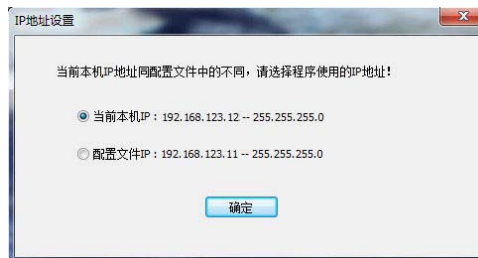 IP地址设置
当前本机IP地址同配置文件中的不同，请选择程序使用的IP地址！
当前本机IP：192.168.123.12 -- 255.255.255.0
配置文件IP：192.168.123.11 -- 255.255.255.0
确定